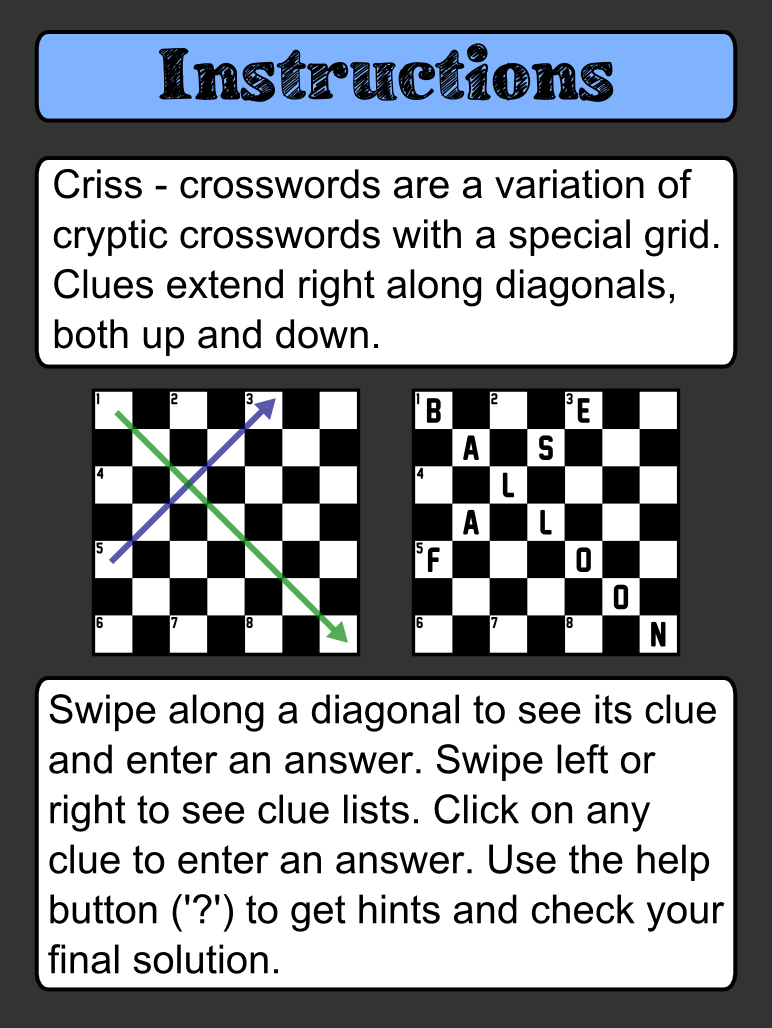 Instructions
Criss - crosswords are a variation of
cryptic crosswords with a special grid.
Clues extend right along diagonals,
both up and down.
1 2 3
4
5
6 7 8
1 B 2 3 E
A S
4 L
A L
5 F O
O
6 7 8 N
Swipe along a diagonal to see its clue
and enter an answer. Swipe left or
right to see clue lists. Click on any
clue to enter an answer. Use the help
button ('?') to get hints and check your
final solution.